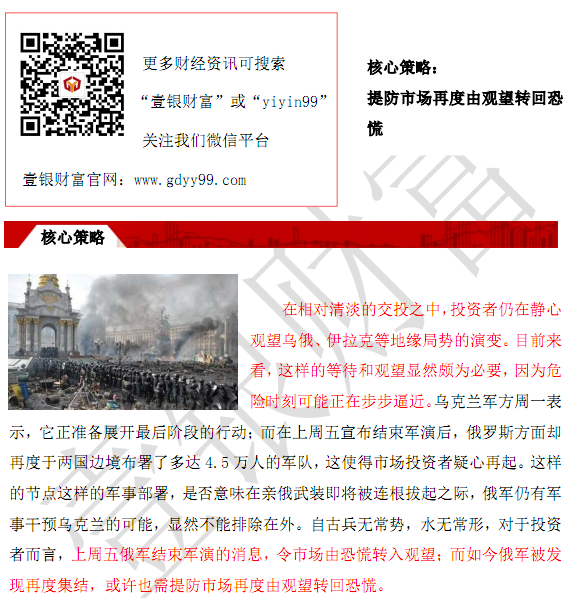 更多财经资讯可搜索
“壹银财富”或“yiyin99”
关注我们微信平台
壹银财富官网：www.gdyy99.com
核心策略：
提防市场再度由观望转回恐
慌
核心策略
在相对清淡的交投之中，投资者仍在静心
观望乌俄、伊拉克等地缘局势的演变。目前来
看，这样的等待和观望显然颇为必要，因为危
险时刻可能正在步步逼近。乌克兰军方周一表
示，它正准备展开最后阶段的行动；而在上周五宣布结束军演后，俄罗斯方面却
再度于两国边境布署了多达 4.5 万人的军队，这使得市场投资者疑心再起。这样
的节点这样的军事部署，是否意味在亲俄武装即将被连根拔起之际，俄军仍有军
事干预乌克兰的可能，显然不能排除在外。自古兵无常势，水无常形，对于投资
者而言，上周五俄军结束军演的消息，令市场由恐慌转入观望；而如今俄军被发
现再度集结，或许也需提防市场再度由观望转回恐慌。
壹银财富